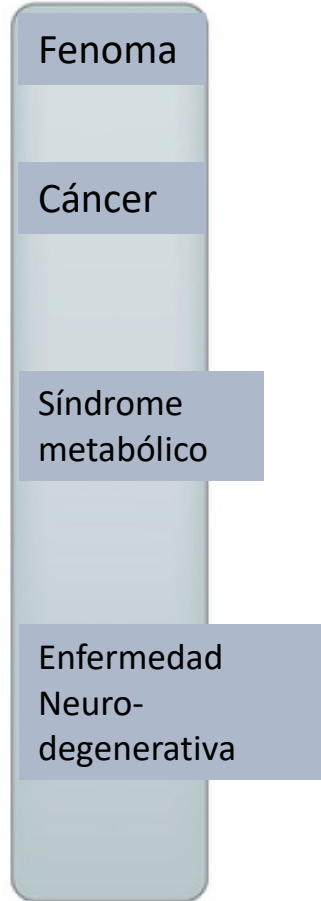 Fenoma
Cáncer
Síndrome
metabólico
Enfermedad
Neuro-
degenerativa